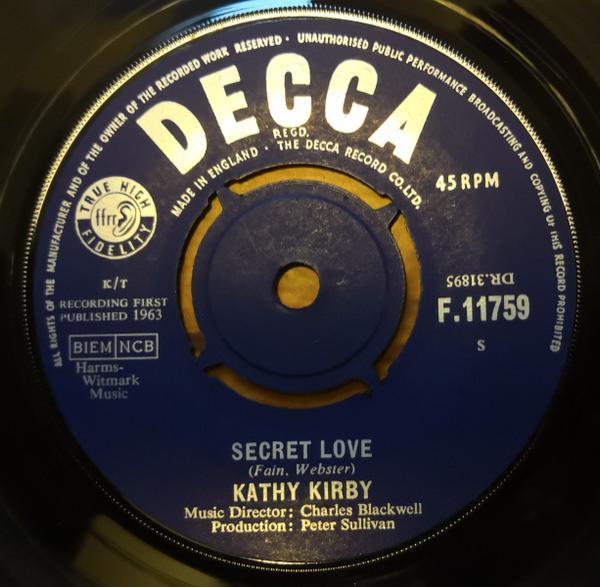 ALL RIGHTS OF THE MANUFACTURER AND OF THE OWNER OF THE RECORDED WORK RESERVED · UNAUTHORISED PUBLIC PERFORMANCE BROADCASTING AND COPYING OF THIS RECORD PROHIBITED
DECCA
REGD.
MADE IN ENGLAND · THE DECCA RECORD CO. LTD.
TRUE HIGH
ffrr
FIDELITY
45 RPM
K/T
RECORDING FIRST
PUBLISHED 1963
BIEM NCB
Harms-
Witmark
Music
DR.31895
F.11759
S
SECRET LOVE
(Fain, Webster)
KATHY KIRBY
Music Director: Charles Blackwell
Production: Peter Sullivan